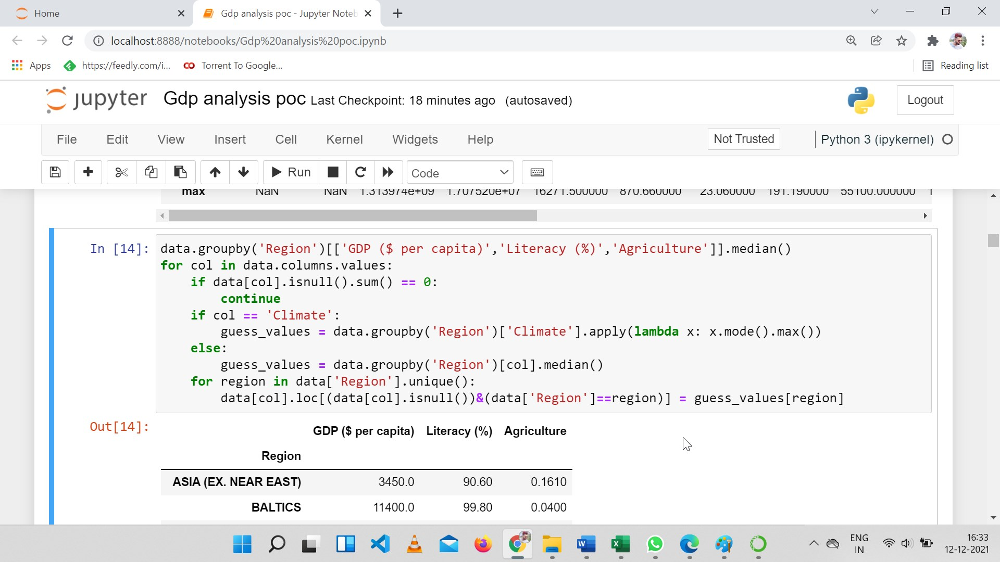 Home
Gdp analysis poc - Jupyter Noteb
localhost:8888/notebooks/Gdp%20analysis%20poc.ipynb
Apps
https://feedly.com/i...
Torrent To Google...
Reading list
jupyter
Gdp analysis poc Last Checkpoint: 18 minutes ago (autosaved)
Logout
File Edit View Insert Cell Kernel Widgets Help
Not Trusted
Python 3 (ipykernel)
Run
Code
max NaN NaN 1.313974e+09 1.707520e+07 16271.500000 870.660000 23.060000 191.190000 55100.000000
In [14]:
data.groupby('Region')[['GDP ($ per capita)','Literacy (%)','Agriculture']].median()
for col in data.columns.values:
    if data[col].isnull().sum() == 0:
        continue
    if col == 'Climate':
        guess_values = data.groupby('Region')['Climate'].apply(lambda x: x.mode().max())
    else:
        guess_values = data.groupby('Region')[col].median()
    for region in data['Region'].unique():
        data[col].loc[(data[col].isnull())&(data['Region']==region)] = guess_values[region]
Out[14]:
GDP ($ per capita) Literacy (%) Agriculture
Region
ASIA (EX. NEAR EAST) 3450.0 90.60 0.1610
BALTICS 11400.0 99.80 0.0400
ENG
IN
16:33
12-12-2021